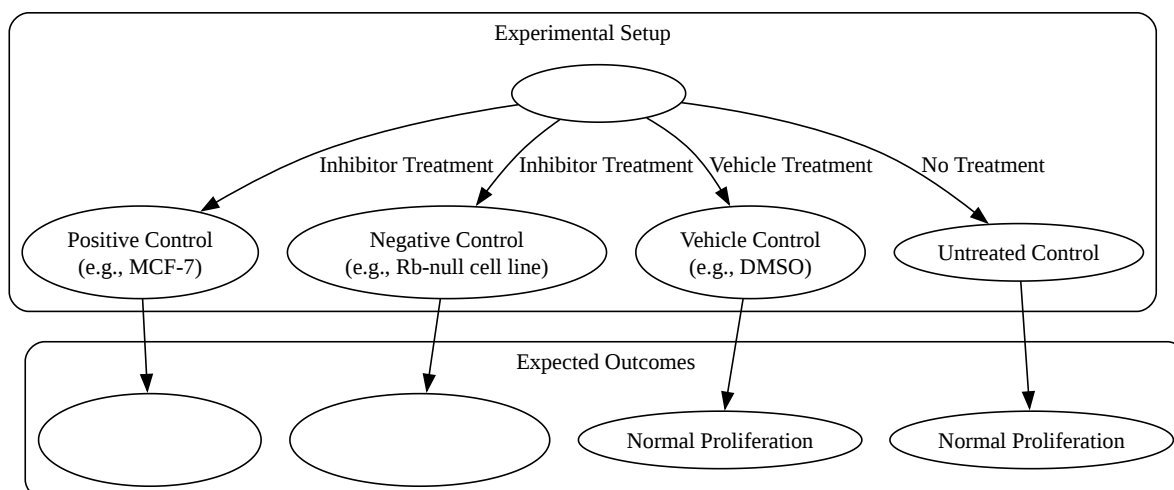 Experimental Setup
Inhibitor Treatment
Inhibitor Treatment
Vehicle Treatment
No Treatment
Positive Control
(e.g., MCF-7)
Negative Control
(e.g., Rb-null cell line)
Vehicle Control
(e.g., DMSO)
Untreated Control
Expected Outcomes
Normal Proliferation
Normal Proliferation